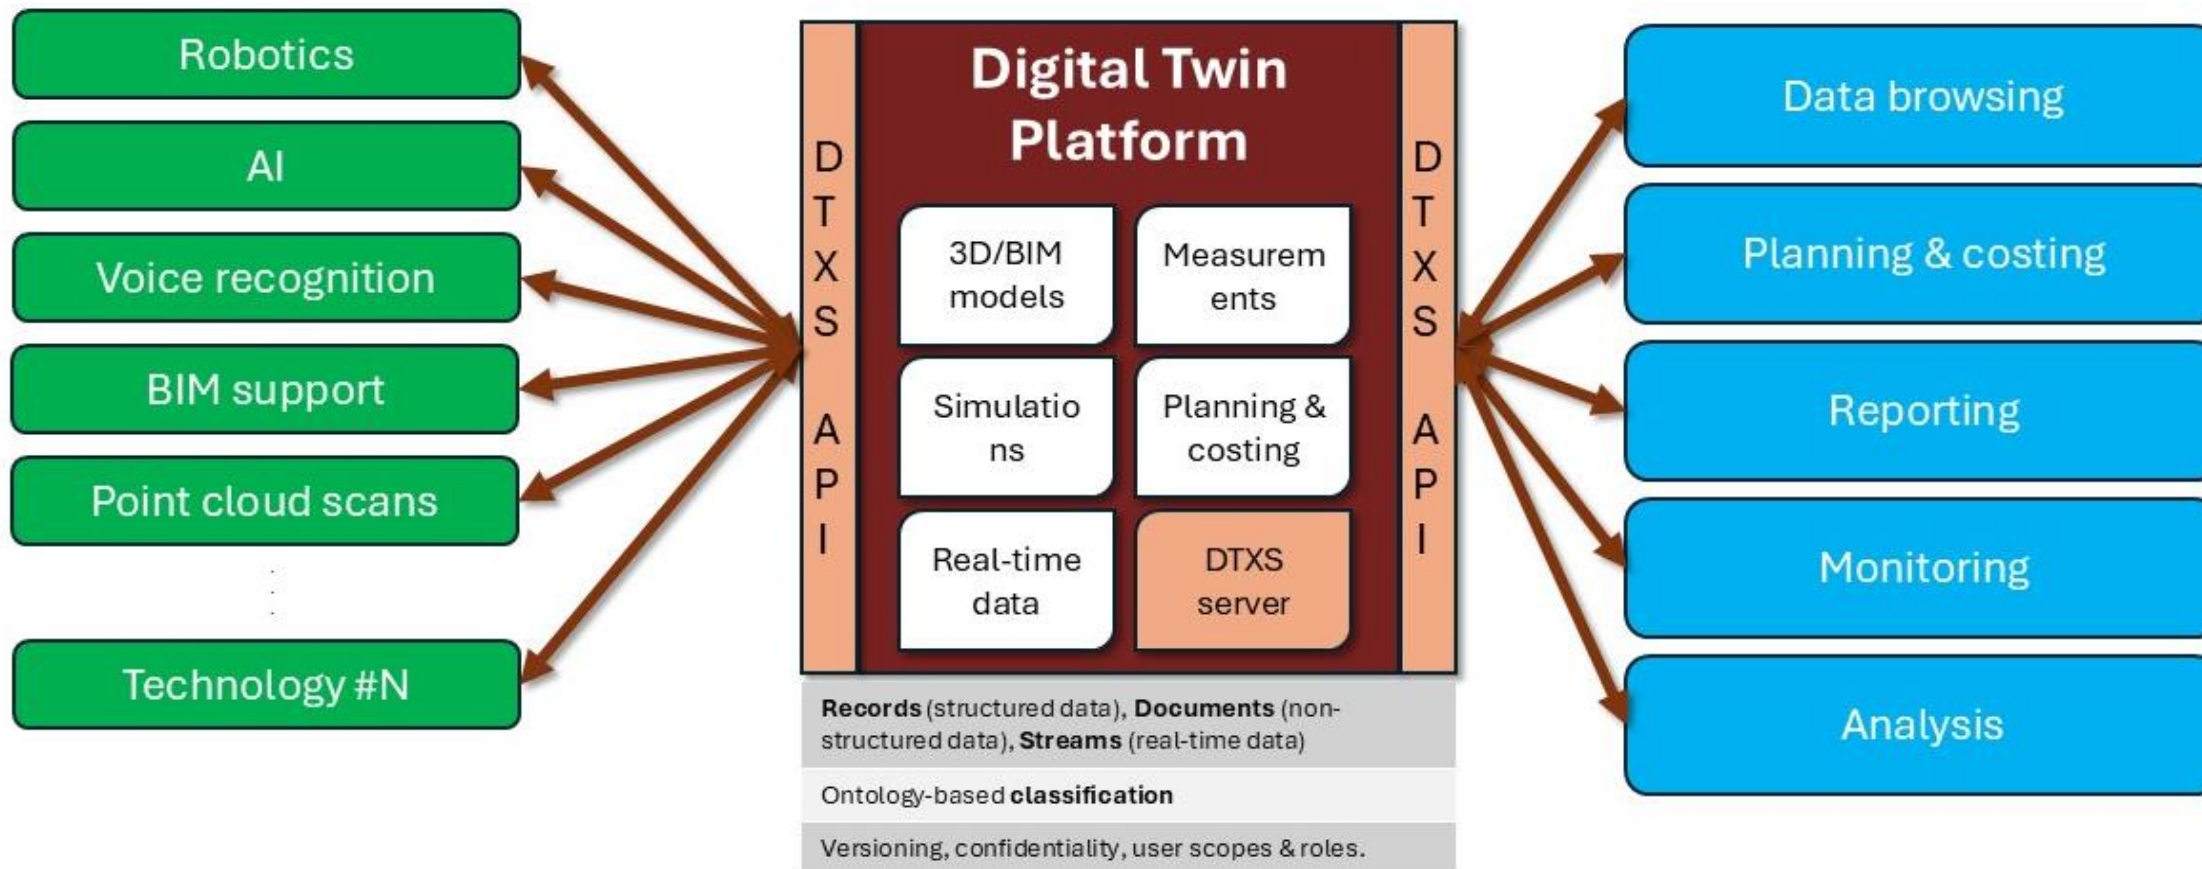 Robotics
AI
Voice recognition
BIM support
Point cloud scans
.
.
.
Technology #N
D
T
X
S
A
P
I
Digital Twin
Platform
3D/BIM
models
Measurem
ents
Simulatio
ns
Planning &
costing
Real-time
data
DTXS
server
D
T
X
S
A
P
I
Records (structured data), Documents (non-
structured data), Streams (real-time data)
Ontology-based classification
Versioning, confidentiality, user scopes & roles.
Data browsing
Planning & costing
Reporting
Monitoring
Analysis